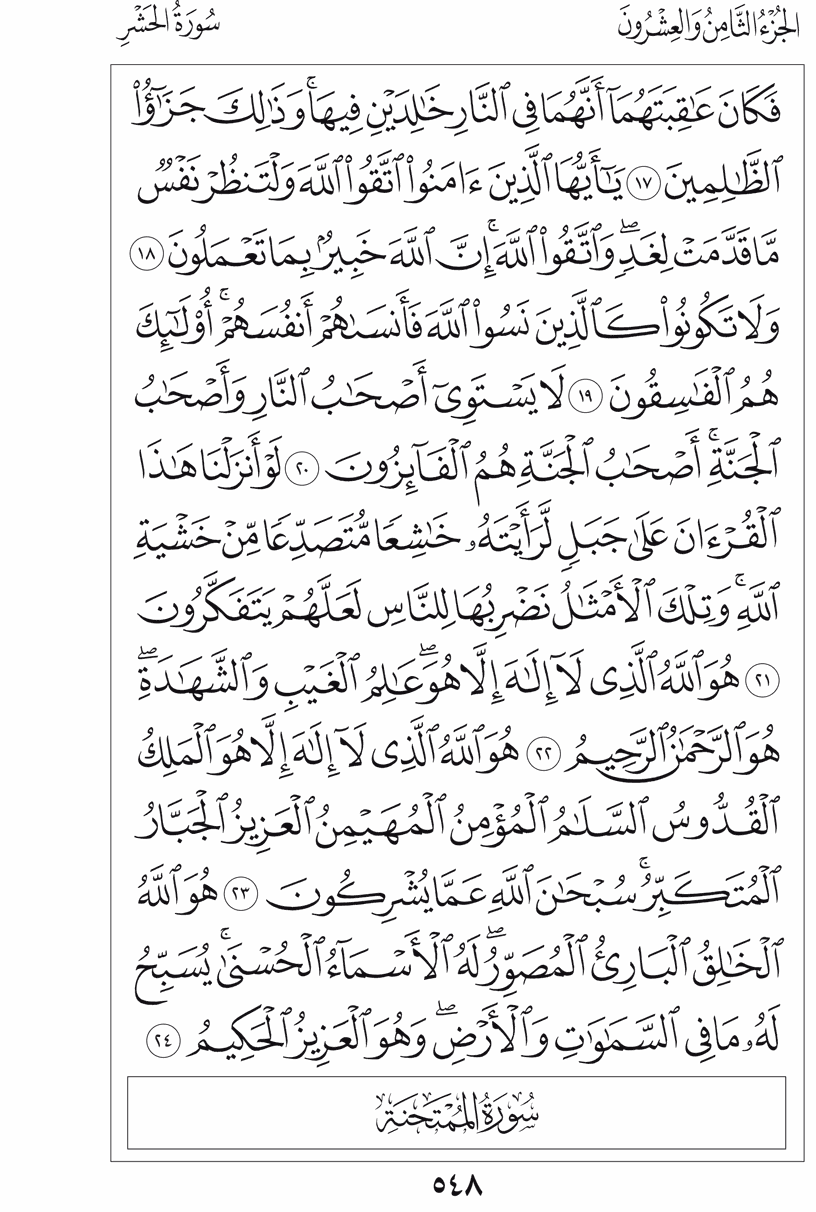 الجُزْءُ الثَّامِنُ وَالعِشْرُونَ
سُورَةُ الحَشْرِ
فَكَانَ عَٰقِبَتَهُمَآ أَنَّهُمَا فِي ٱلنَّارِ خَٰلِدَيْنِ فِيهَاۚ وَذَٰلِكَ جَزَٰٓؤُاْ
ٱلظَّٰلِمِينَ ١٧ يَٰٓأَيُّهَا ٱلَّذِينَ ءَامَنُواْ ٱتَّقُواْ ٱللَّهَ وَلْتَنظُرْ نَفْسٌ
مَّا قَدَّمَتْ لِغَدٍۖ وَٱتَّقُواْ ٱللَّهَۚ إِنَّ ٱللَّهَ خَبِيرُۢ بِمَا تَعْمَلُونَ ١٨
وَلَا تَكُونُواْ كَٱلَّذِينَ نَسُواْ ٱللَّهَ فَأَنسَىٰهُمْ أَنفُسَهُمْۚ أُوْلَٰٓئِكَ
هُمُ ٱلْفَٰسِقُونَ ١٩ لَا يَسْتَوِيٓ أَصْحَٰبُ ٱلنَّارِ وَأَصْحَٰبُ
ٱلْجَنَّةِۚ أَصْحَٰبُ ٱلْجَنَّةِ هُمُ ٱلْفَآئِزُونَ ٢٠ لَوْ أَنزَلْنَا هَٰذَا
ٱلْقُرْءَانَ عَلَىٰ جَبَلٍ لَّرَأَيْتَهُۥ خَٰشِعًا مُّتَصَدِّعًا مِّنْ خَشْيَةِ
ٱللَّهِۚ وَتِلْكَ ٱلْأَمْثَٰلُ نَضْرِبُهَا لِلنَّاسِ لَعَلَّهُمْ يَتَفَكَّرُونَ
٢١ هُوَ ٱللَّهُ ٱلَّذِي لَآ إِلَٰهَ إِلَّا هُوَۖ عَٰلِمُ ٱلْغَيْبِ وَٱلشَّهَٰدَةِۖ
هُوَ ٱلرَّحْمَٰنُ ٱلرَّحِيمُ ٢٢ هُوَ ٱللَّهُ ٱلَّذِي لَآ إِلَٰهَ إِلَّا هُوَ ٱلْمَلِكُ
ٱلْقُدُّوسُ ٱلسَّلَٰمُ ٱلْمُؤْمِنُ ٱلْمُهَيْمِنُ ٱلْعَزِيزُ ٱلْجَبَّارُ
ٱلْمُتَكَبِّرُۚ سُبْحَٰنَ ٱللَّهِ عَمَّا يُشْرِكُونَ ٢٣ هُوَ ٱللَّهُ
ٱلْخَٰلِقُ ٱلْبَارِئُ ٱلْمُصَوِّرُۖ لَهُ ٱلْأَسْمَآءُ ٱلْحُسْنَىٰۚ يُسَبِّحُ
لَهُۥ مَا فِي ٱلسَّمَٰوَٰتِ وَٱلْأَرْضِۖ وَهُوَ ٱلْعَزِيزُ ٱلْحَكِيمُ ٢٤
سُورَةُ المُمْتَحَنَةِ
٥٤٨